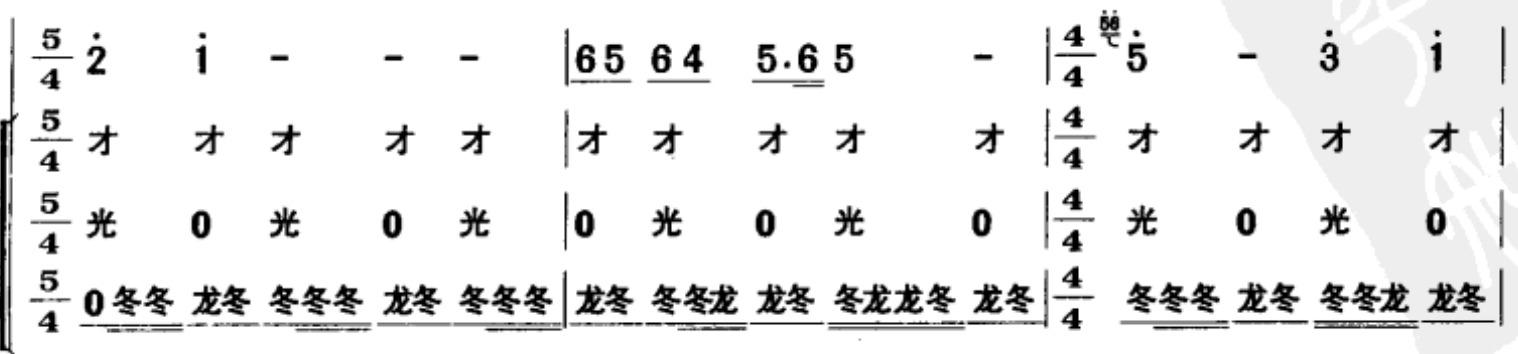 5/4 2̇ 1̇ - - - | 65 64 5·6 5 - | 4/4 5̇6̇ 5̇ - 3̇ 1̇ |
5/4 才 才 才 才 才 | 才 才 才 才 才 | 4/4 才 才 才 才
5/4 光 0 光 0 光 | 0 光 0 光 0 | 4/4 光 0 光 0
5/4 0冬冬 龙冬 冬冬冬 龙冬 冬冬冬 | 龙冬 冬冬龙 龙冬 冬龙龙冬 龙冬 | 4/4 冬冬冬 龙冬 冬冬龙 龙冬